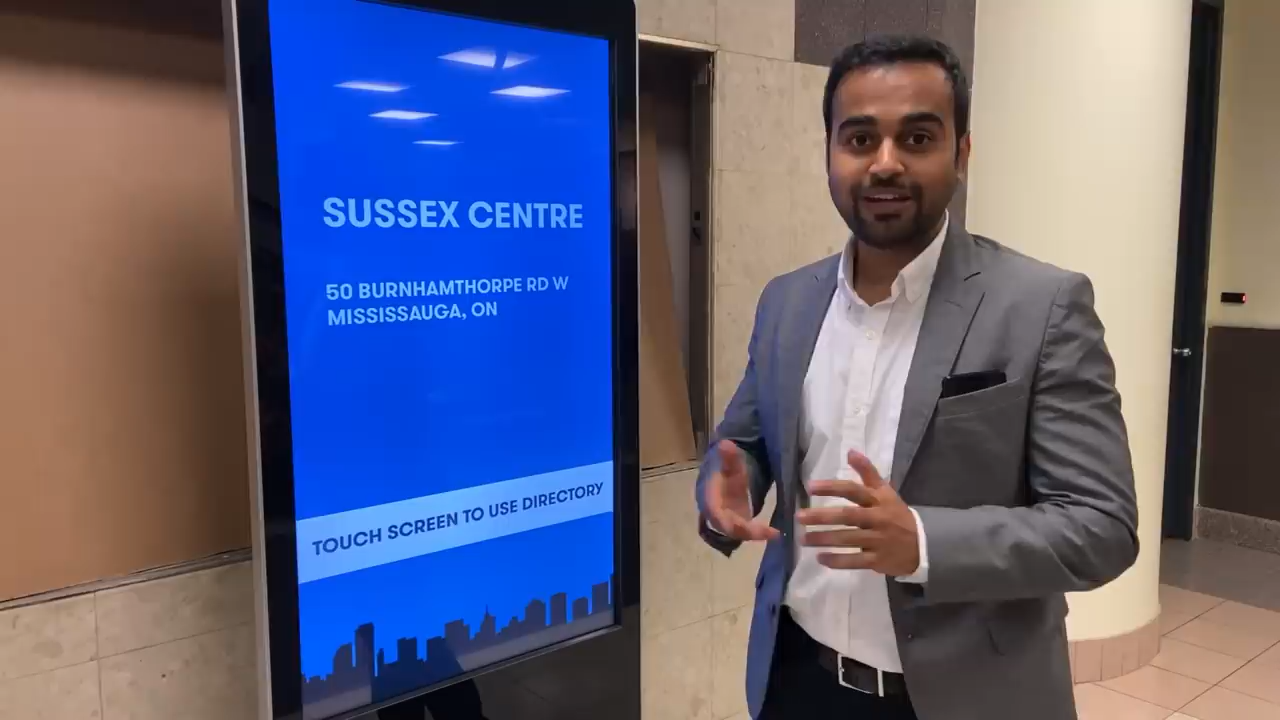 SUSSEX CENTRE
50 BURNHAMTHORPE RD W
MISSISSAUGA, ON
TOUCH SCREEN TO USE DIRECTORY